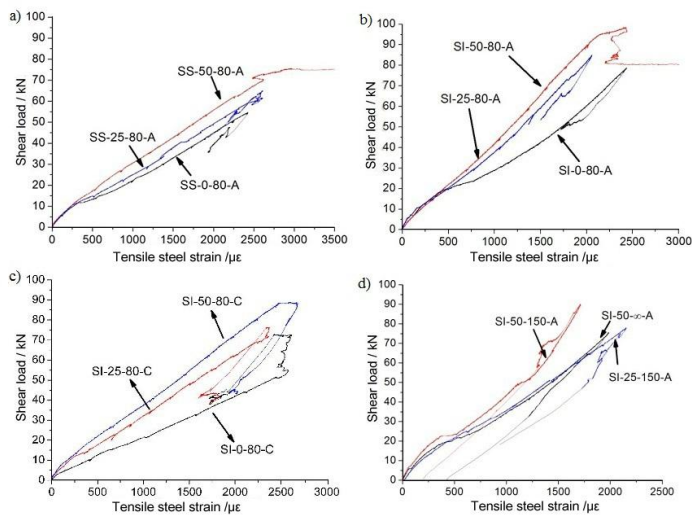 a)
Shear load / kN
100
90
80
70
60
50
40
30
20
10
0
SS-50-80-A
SS-25-80-A
SS-0-80-A
0 500 1000 1500 2000 2500 3000 3500
Tensile steel strain /με
b)
Shear load / kN
100
90
80
70
60
50
40
30
20
10
0
SI-50-80-A
SI-25-80-A
SI-0-80-A
0 500 1000 1500 2000 2500 3000
Tensile steel strain /με
c)
Shear load / kN
100
90
80
70
60
50
40
30
20
10
0
SI-50-80-C
SI-25-80-C
SI-0-80-C
0 500 1000 1500 2000 2500 3000
Tensile steel strain /με
d)
Shear load / kN
100
90
80
70
60
50
40
30
20
10
0
SI-50-150-A
SI-50-∞-A
SI-25-150-A
0 500 1000 1500 2000 2500
Tensile steel strain /με